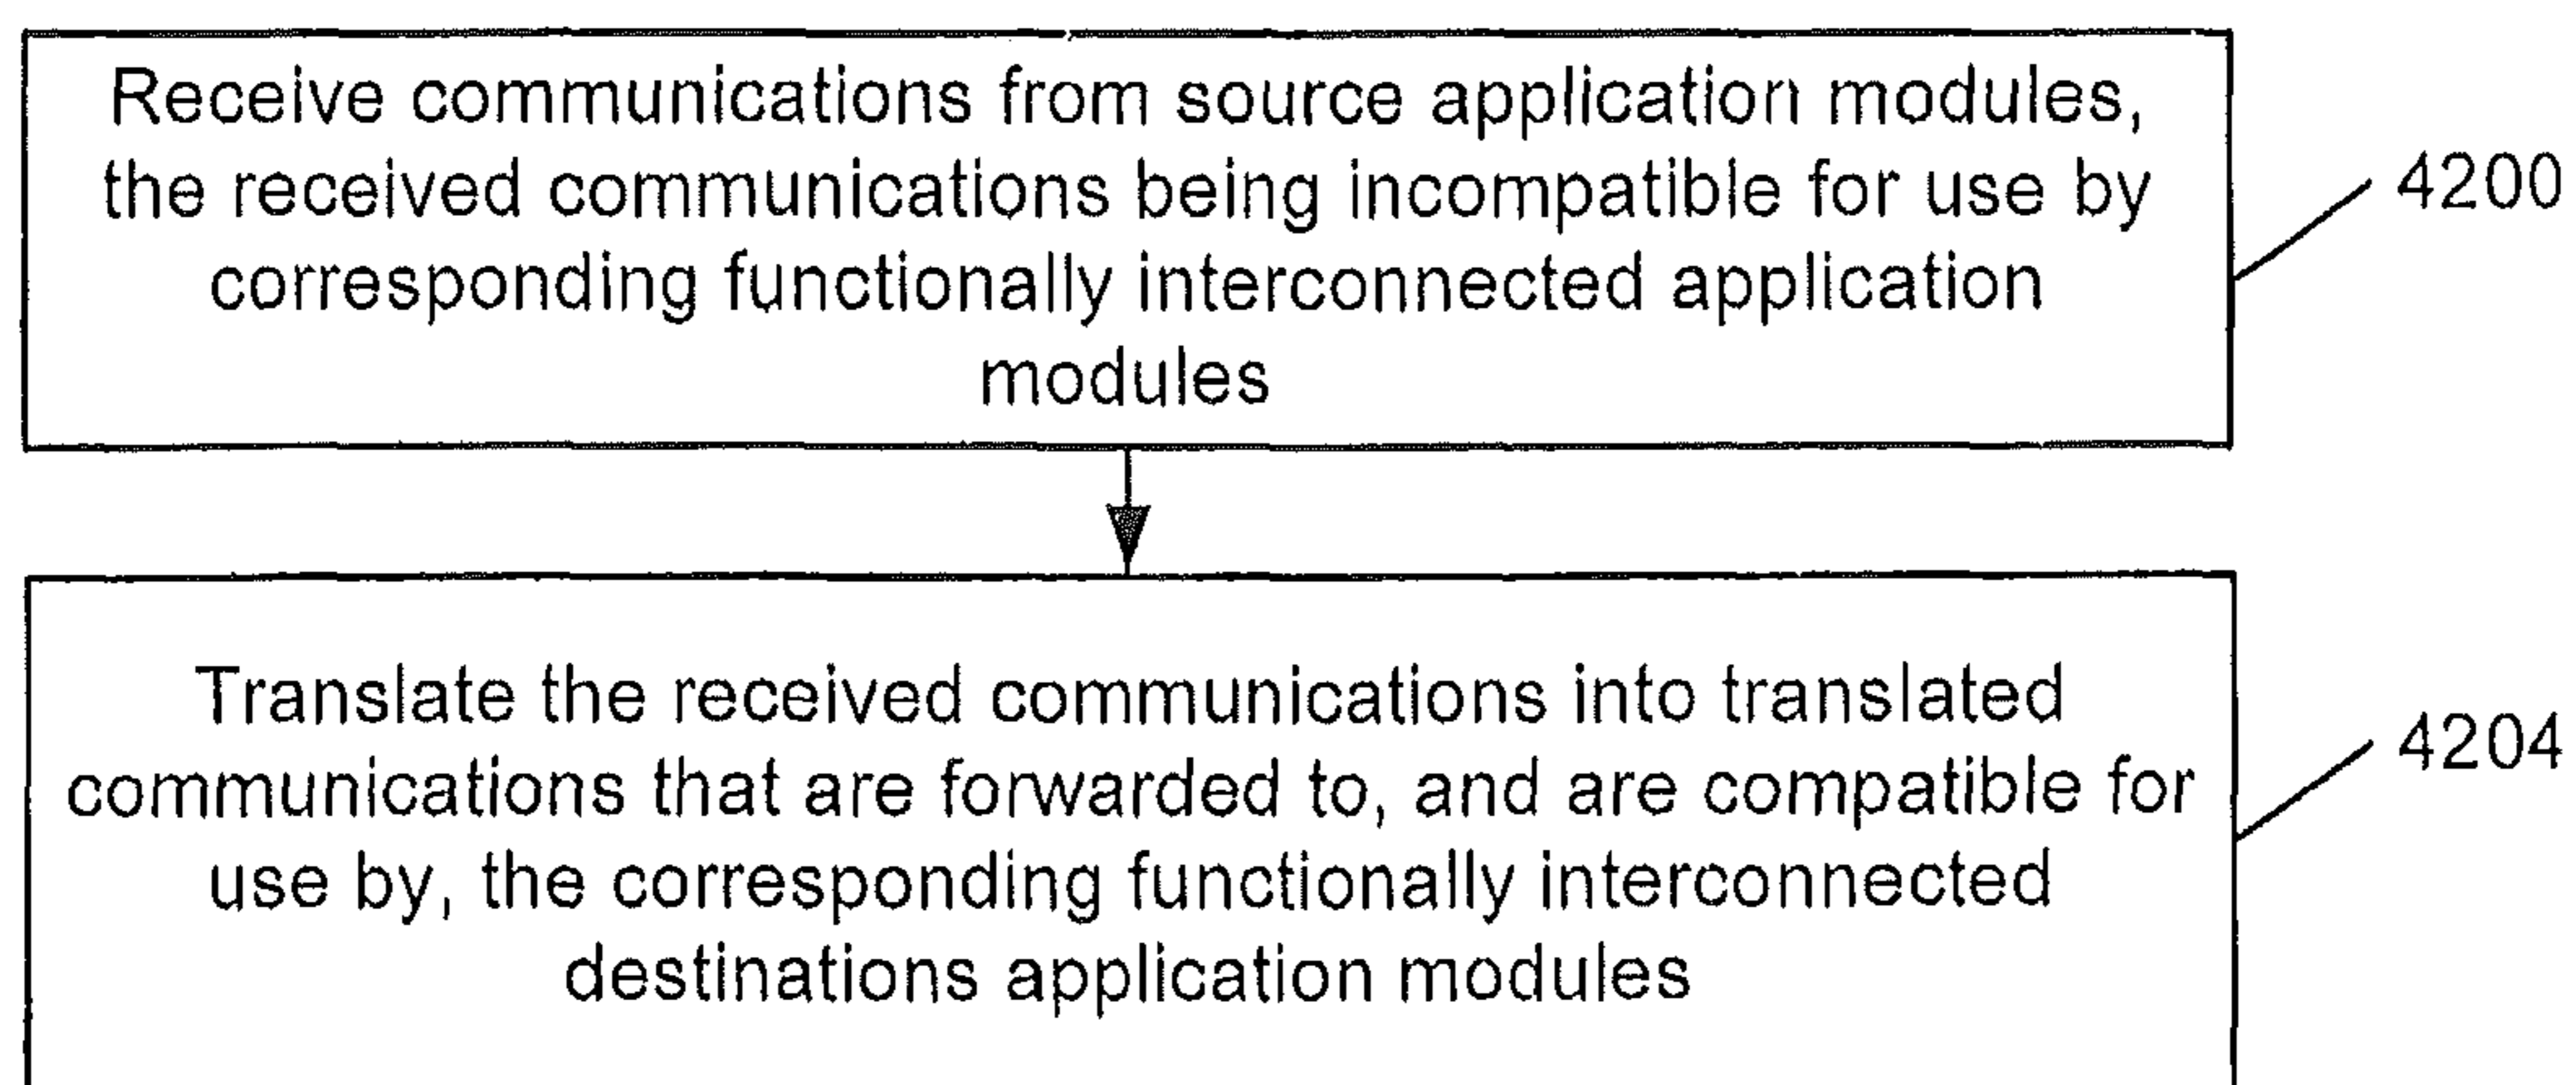 Receive communications from source application modules,
the received communications being incompatible for use by
corresponding functionally interconnected application
modules
4200
Translate the received communications into translated
communications that are forwarded to, and are compatible for
use by, the corresponding functionally interconnected
destinations application modules
4204